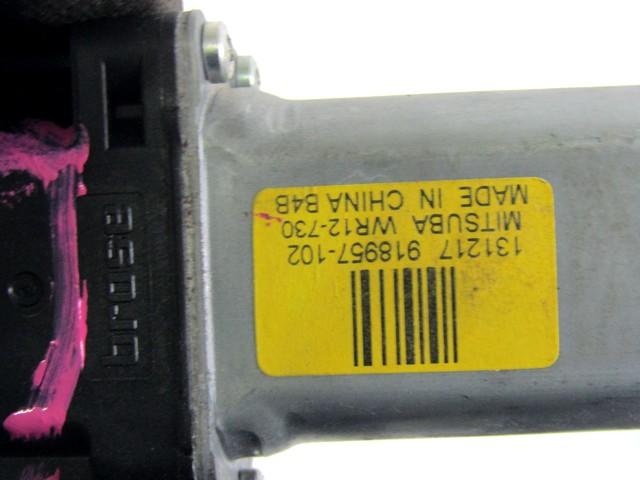 131217 918957-102
MITSUBA WR12-730
MADE IN CHINA B4B
brose